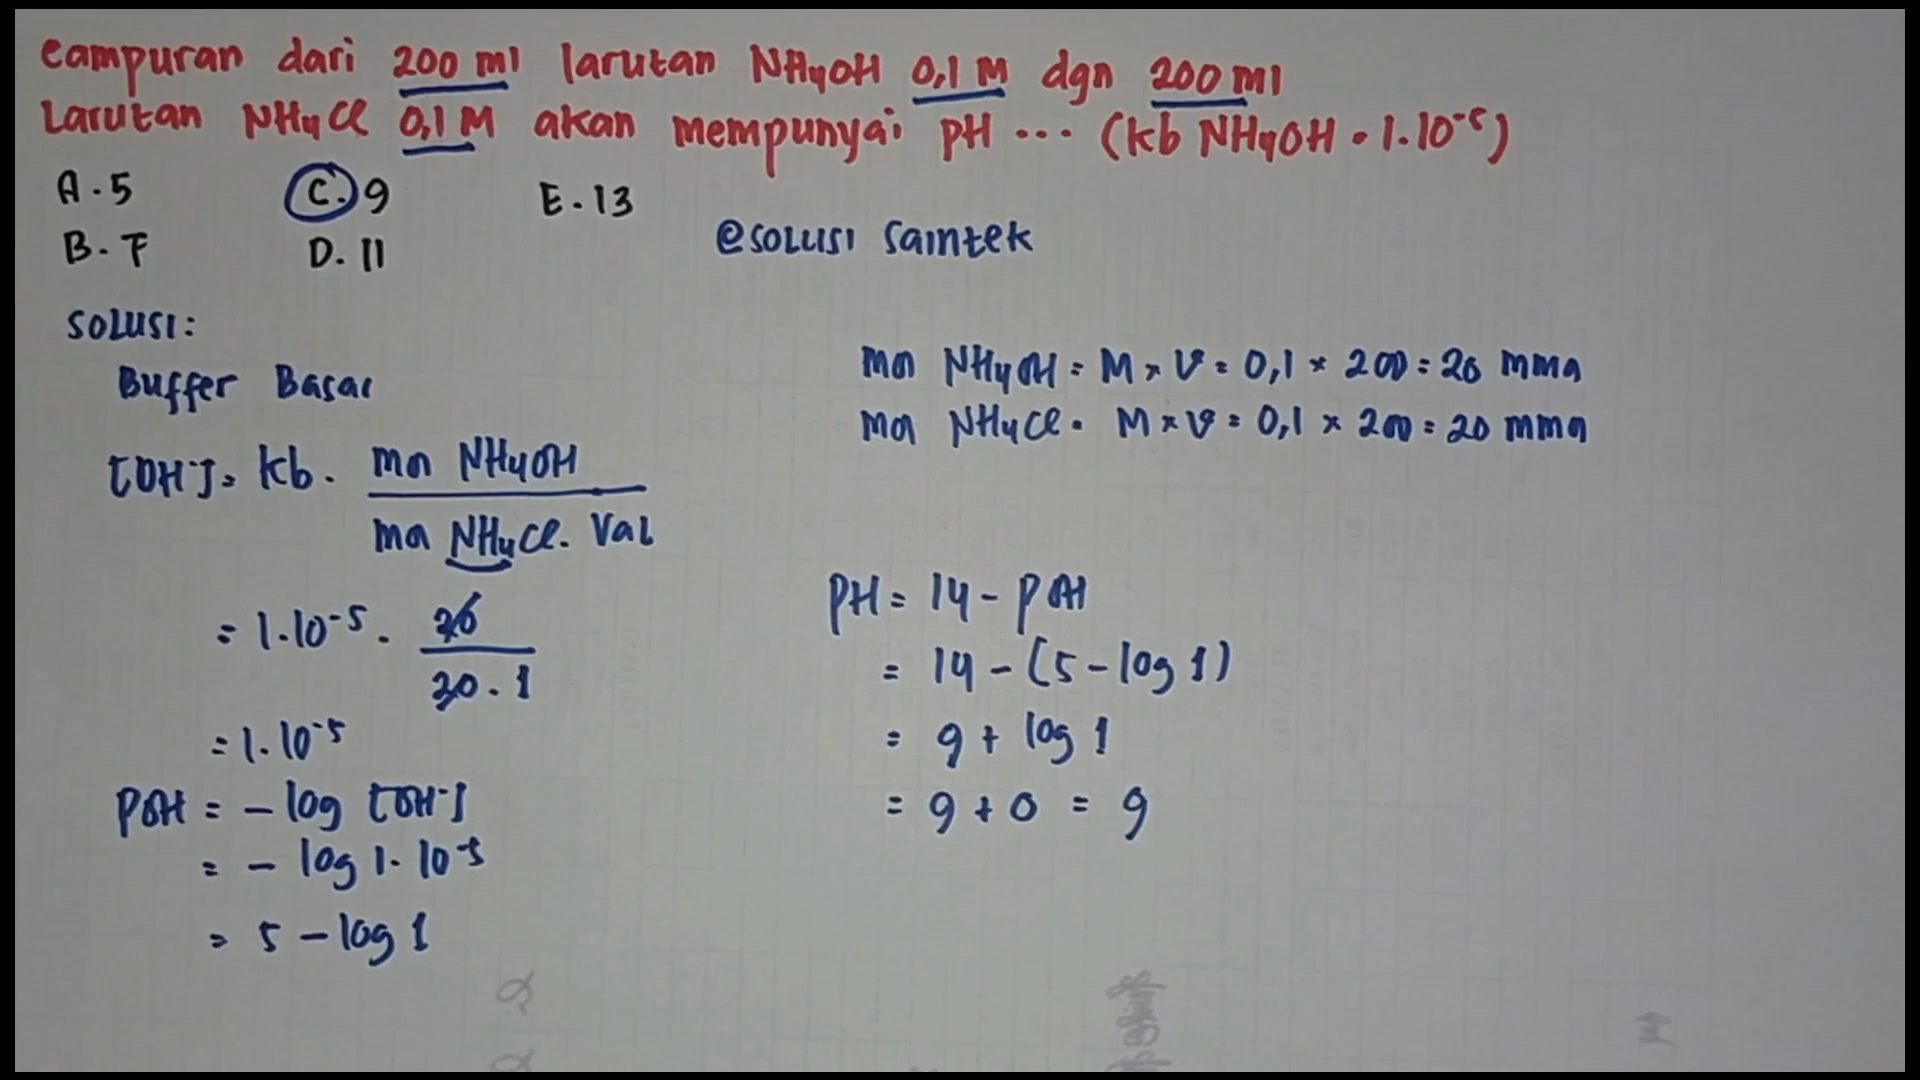 Campuran dari 200 ml larutan NH4OH 0,1 M dgn 200 ml
Larutan NH4Cl 0,1 M akan mempunyai pH ... (kb NH4OH = 1.10⁻⁵)
A. 5
C. 9
E. 13
B. 7
D. 11
@SOLUSI Saintek
SOLUSI:
Buffer Basa
mol NH4OH = M x V = 0,1 x 200 = 20 mmol
mol NH4Cl = M x V = 0,1 x 200 = 20 mmol
[OH⁻] = kb . mol NH4OH
mol NH4Cl . Val
= 1.10⁻⁵ . 20
20 . 1
= 1.10⁻⁵
POH = - log [OH⁻]
= - log 1. 10⁻⁵
= 5 - log 1
PH = 14 - POH
= 14 - (5 - log 1)
= 9 + log 1
= 9 + 0 = 9